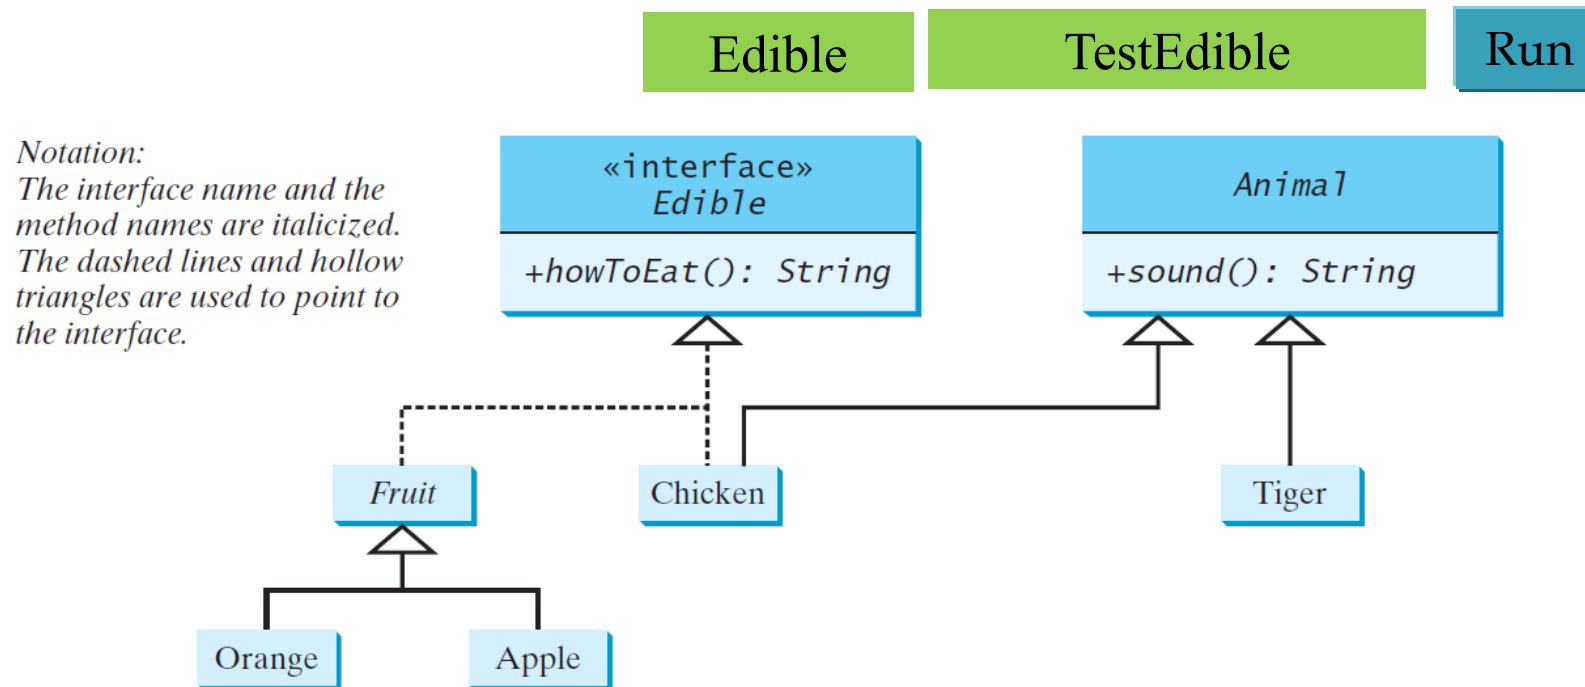 Edible
TestEdible
Run
Notation:
The interface name and the
method names are italicized.
The dashed lines and hollow
triangles are used to point to
the interface.
«interface»
Edible
+howToEat(): String
Animal
+sound(): String
Fruit
Chicken
Tiger
Orange
Apple